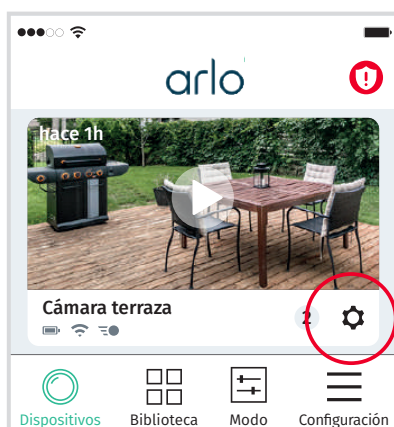 arlo
hace 1h
Cámara terraza
2
Dispositivos Biblioteca Modo Configuración